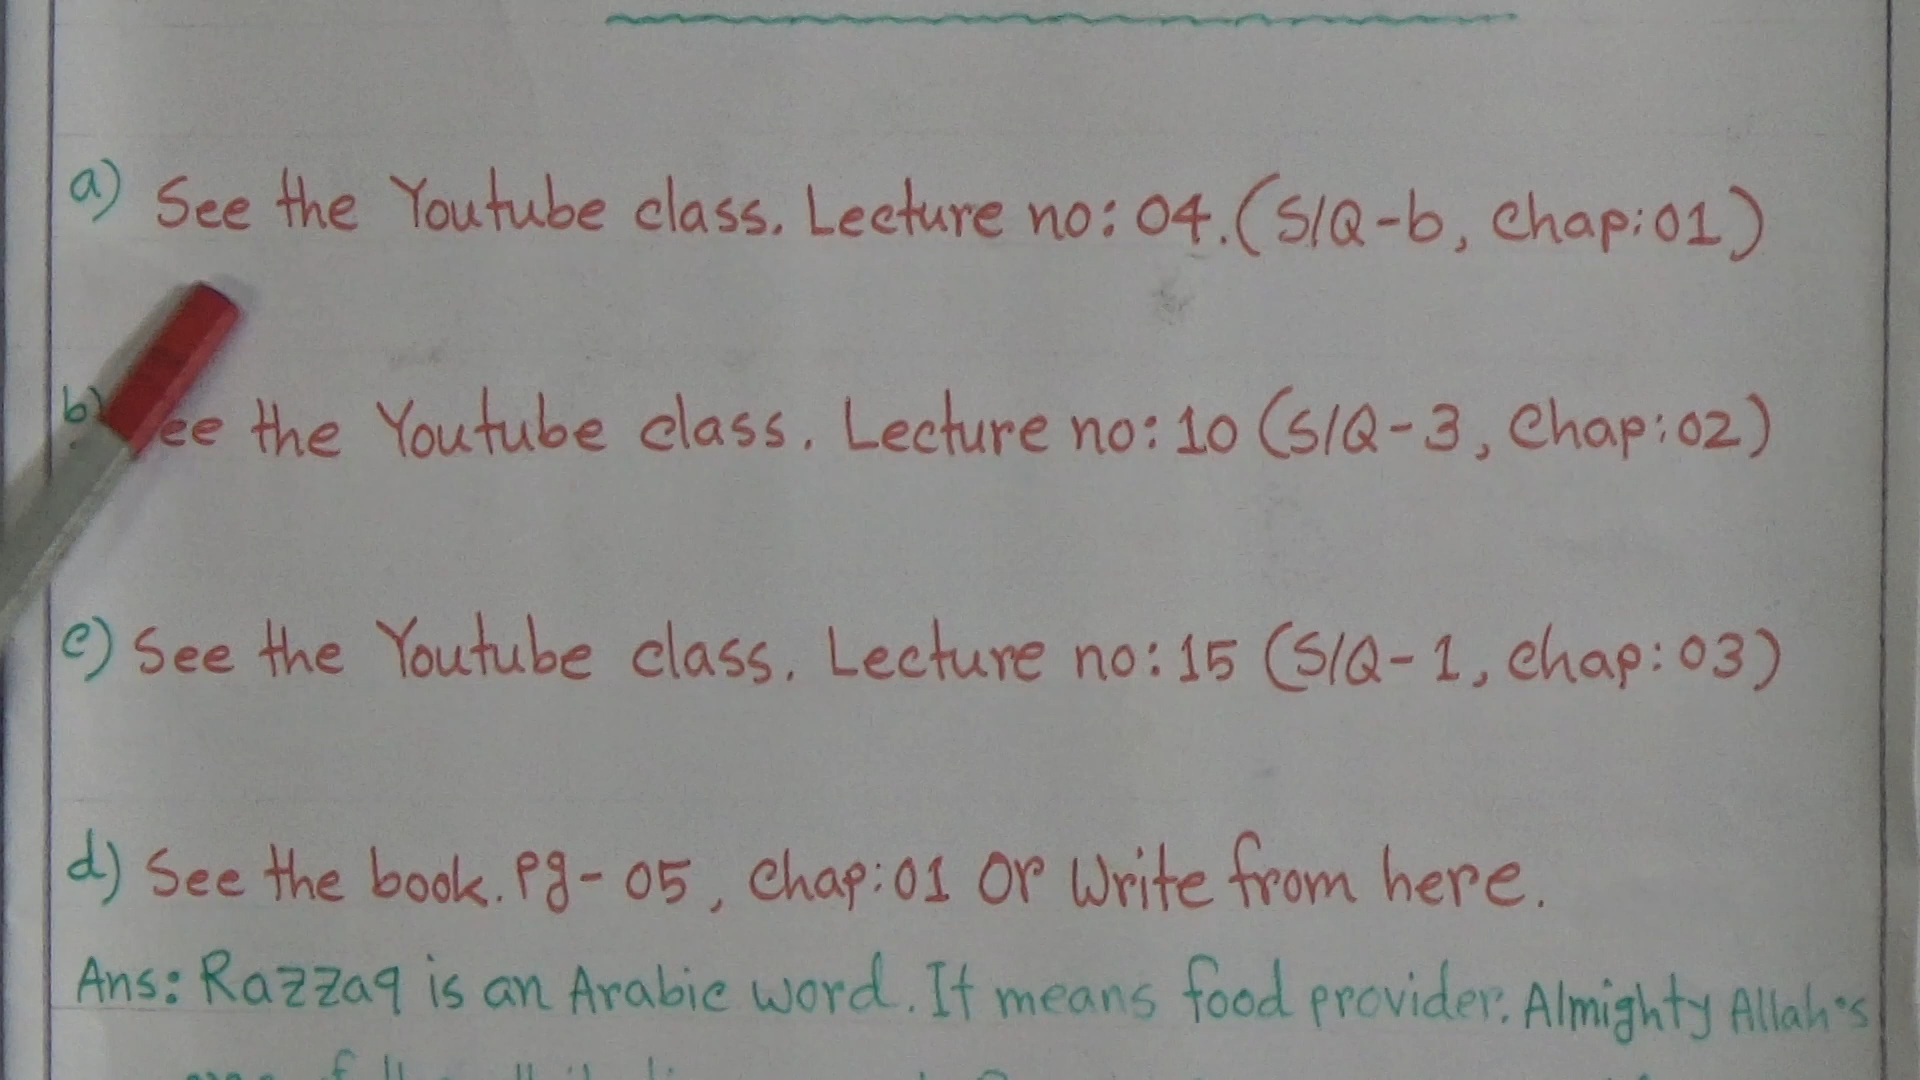 a) See the Youtube class. Lecture no: 04. (S/Q-b, Chap:01)
b) See the Youtube class. Lecture no: 10 (S/Q-3, Chap:02)
c) See the Youtube class. Lecture no: 15 (S/Q-1, Chap:03)
d) See the book. Pg-05, Chap:01 Or Write from here.
Ans: Razzaq is an Arabic word. It means food provider. Almighty Allah's